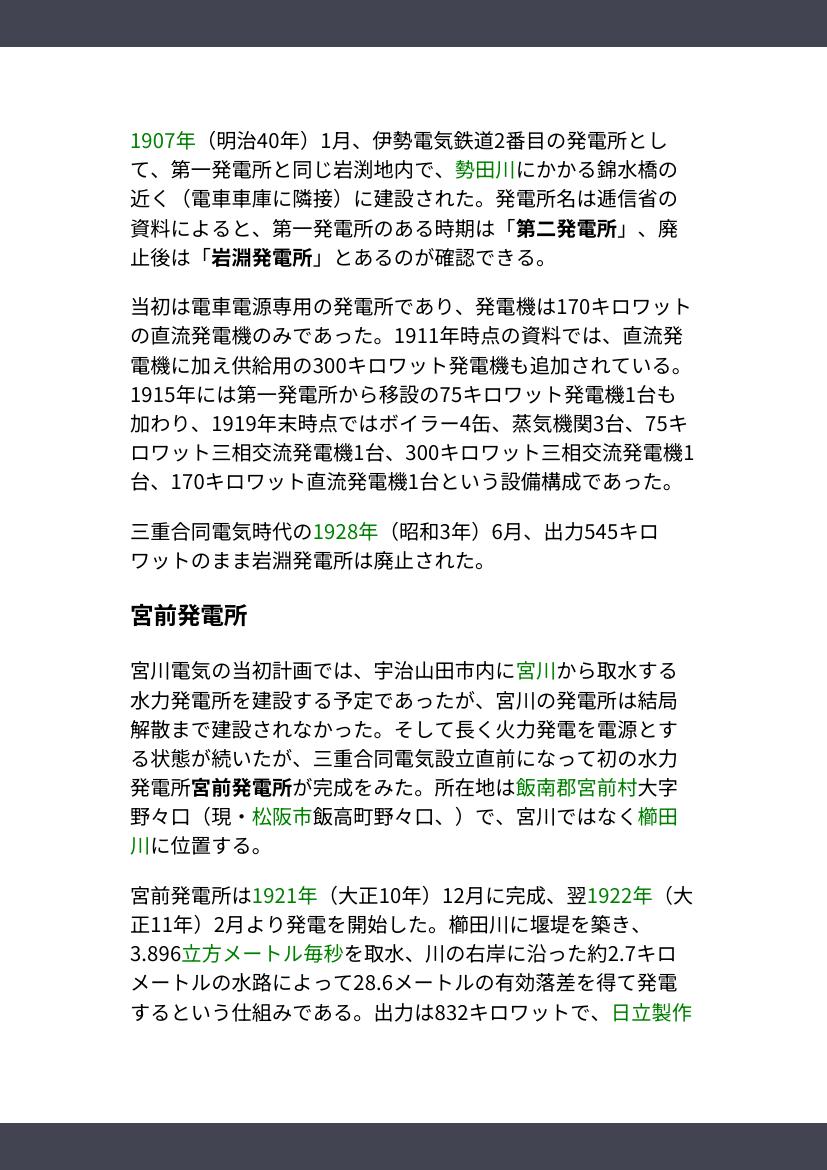 1907年（明治40年）1月、伊勢電気鉄道2番目の発電所とし
て、第一発電所と同じ岩渕地内で、勢田川にかかる錦水橋の
近く（電車車庫に隣接）に建設された。発電所名は逓信省の
資料によると、第一発電所のある時期は「第二発電所」、廃
止後は「岩淵発電所」とあるのが確認できる。
当初は電車電源専用の発電所であり、発電機は170キロワット
の直流発電機のみであった。1911年時点の資料では、直流発
電機に加え供給用の300キロワット発電機も追加されている。
1915年には第一発電所から移設の75キロワット発電機1台も
加わり、1919年末時点ではボイラー4缶、蒸気機関3台、75キ
ロワット三相交流発電機1台、300キロワット三相交流発電機1
台、170キロワット直流発電機1台という設備構成であった。
三重合同電気時代の1928年（昭和3年）6月、出力545キロ
ワットのまま岩淵発電所は廃止された。
宮前発電所
宮川電気の当初計画では、宇治山田市内に宮川から取水する
水力発電所を建設する予定であったが、宮川の発電所は結局
解散まで建設されなかった。そして長く火力発電を電源とす
る状態が続いたが、三重合同電気設立直前になって初の水力
発電所宮前発電所が完成をみた。所在地は飯南郡宮前村大字
野々口（現・松阪市飯高町野々口、）で、宮川ではなく櫛田
川に位置する。
宮前発電所は1921年（大正10年）12月に完成、翌1922年（大
正11年）2月より発電を開始した。櫛田川に堰堤を築き、
3.896立方メートル毎秒を取水、川の右岸に沿った約2.7キロ
メートルの水路によって28.6メートルの有効落差を得て発電
するという仕組みである。出力は832キロワットで、日立製作